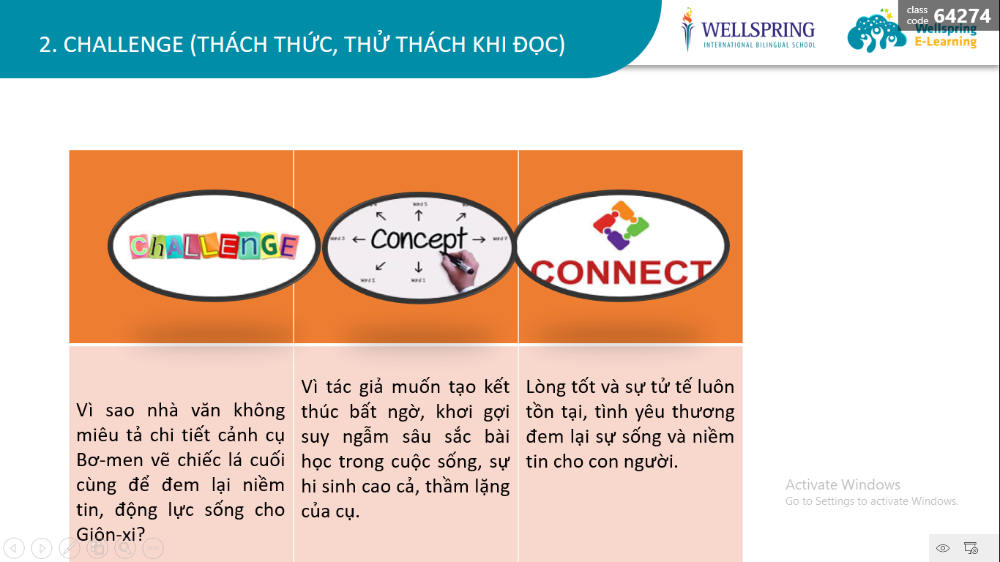 2. CHALLENGE (THÁCH THỨC, THỬ THÁCH KHI ĐỌC)
WELLSPRING
INTERNATIONAL BILINGUAL SCHOOL
class
code 64274
Wellspring
E-Learning
CHALLENGE
Word 5
Concept
Word 3
Word 7
Word 2
Word 1
CONNECT
Vì sao nhà văn không
miêu tả chi tiết cảnh cụ
Bơ-men vẽ chiếc lá cuối
cùng để đem lại niềm
tin, động lực sống cho
Giôn-xi?
Vì tác giả muốn tạo kết
thúc bất ngờ, khơi gợi
suy ngẫm sâu sắc bài
học trong cuộc sống, sự
hi sinh cao cả, thầm lặng
của cụ.
Lòng tốt và sự tử tế luôn
tồn tại, tình yêu thương
đem lại sự sống và niềm
tin cho con người.
Activate Windows
Go to Settings to activate Windows.